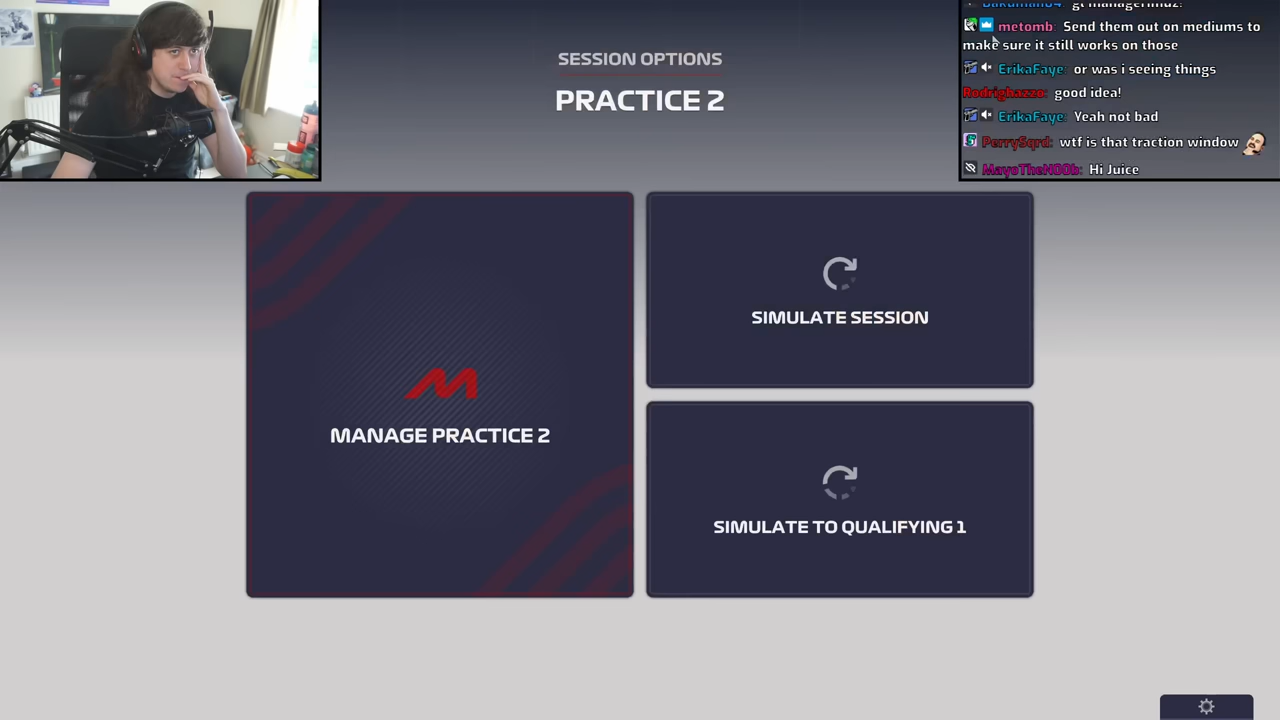 SESSION OPTIONS
PRACTICE 2
metomb: Send them out on mediums to
make sure it still works on those
ErikaFaye: or was i seeing things
Rodrigbazzo: good idea!
ErikaFaye: Yeah not bad
PerrySqrd: wtf is that traction window
MayoTheN00b: Hi Juice
MANAGE PRACTICE 2
SIMULATE SESSION
SIMULATE TO QUALIFYING 1